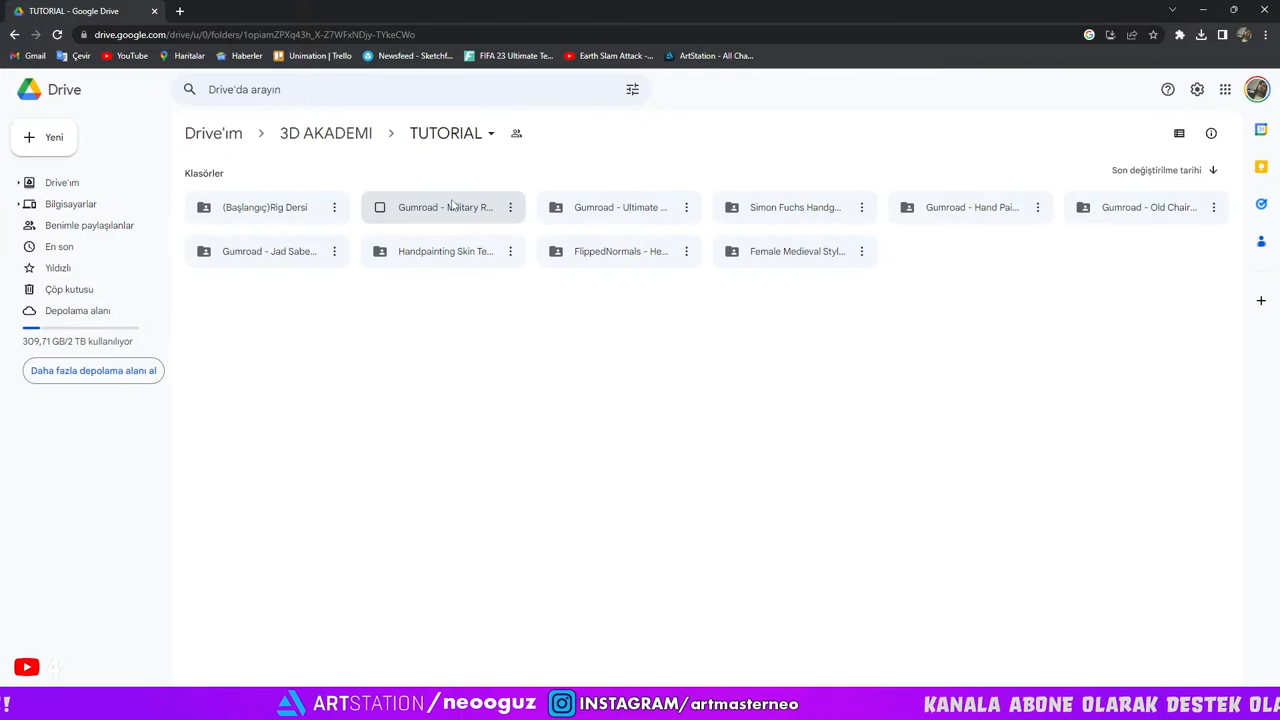 TUTORIAL - Google Drive
drive.google.com/drive/u/0/folders/1opiamZPXq43h_X-Z7WFxNDjy-TYkeCWo
Gmail Çevir YouTube Haritalar Haberler Unimation | Trello Newsfeed - Sketchf... FIFA 23 Ultimate Te... Earth Slam Attack -... ArtStation - All Cha...
Drive
Drive'da arayın
Yeni
Drive'ım > 3D AKADEMI > TUTORIAL
Klasörler
Son değiştirilme tarihi
Drive'ım
Bilgisayarlar
Benimle paylaşılanlar
En son
Yıldızlı
Çöp kutusu
Depolama alanı
309,71 GB/2 TB kullanılıyor
Daha fazla depolama alanı al
(Başlangıç)Rig Dersi
Gumroad - Military R...
Gumroad - Ultimate ...
Simon Fuchs Handg...
Gumroad - Hand Pai...
Gumroad - Old Chair...
Gumroad - Jad Sabe...
Handpainting Skin Te...
FlippedNormals - He...
Female Medieval Styl...
4
! ARTSTATION/neooguz INSTAGRAM/artmasterneo KANALA ABONE OLARAK DESTEK OL